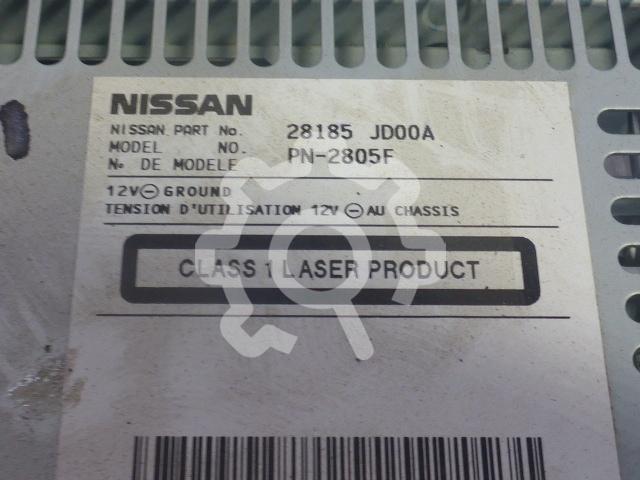 NISSAN
NISSAN PART No. 28185 JD00A
MODEL NO. PN-2805F
No. DE MODELE
12V⊖GROUND
TENSION D'UTILISATION 12V ⊖ AU CHASSIS
CLASS 1 LASER PRODUCT